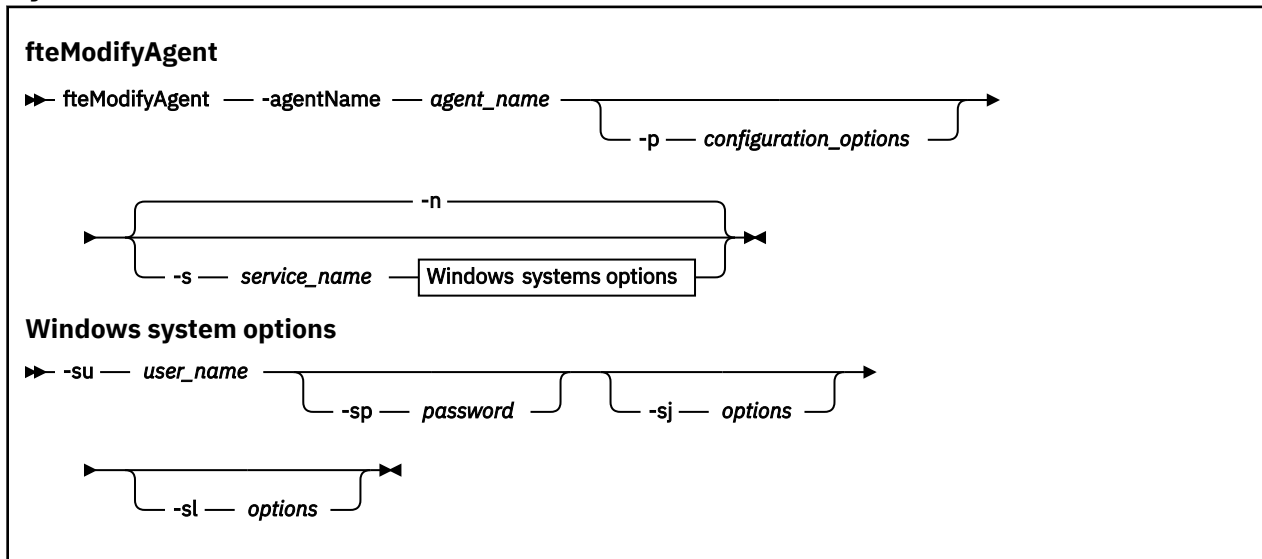 fteModifyAgent
fteModifyAgent -agentName agent_name
-p configuration_options
-n
-s service_name Windows systems options
Windows system options
-su user_name
-sp password -sj options
-sl options